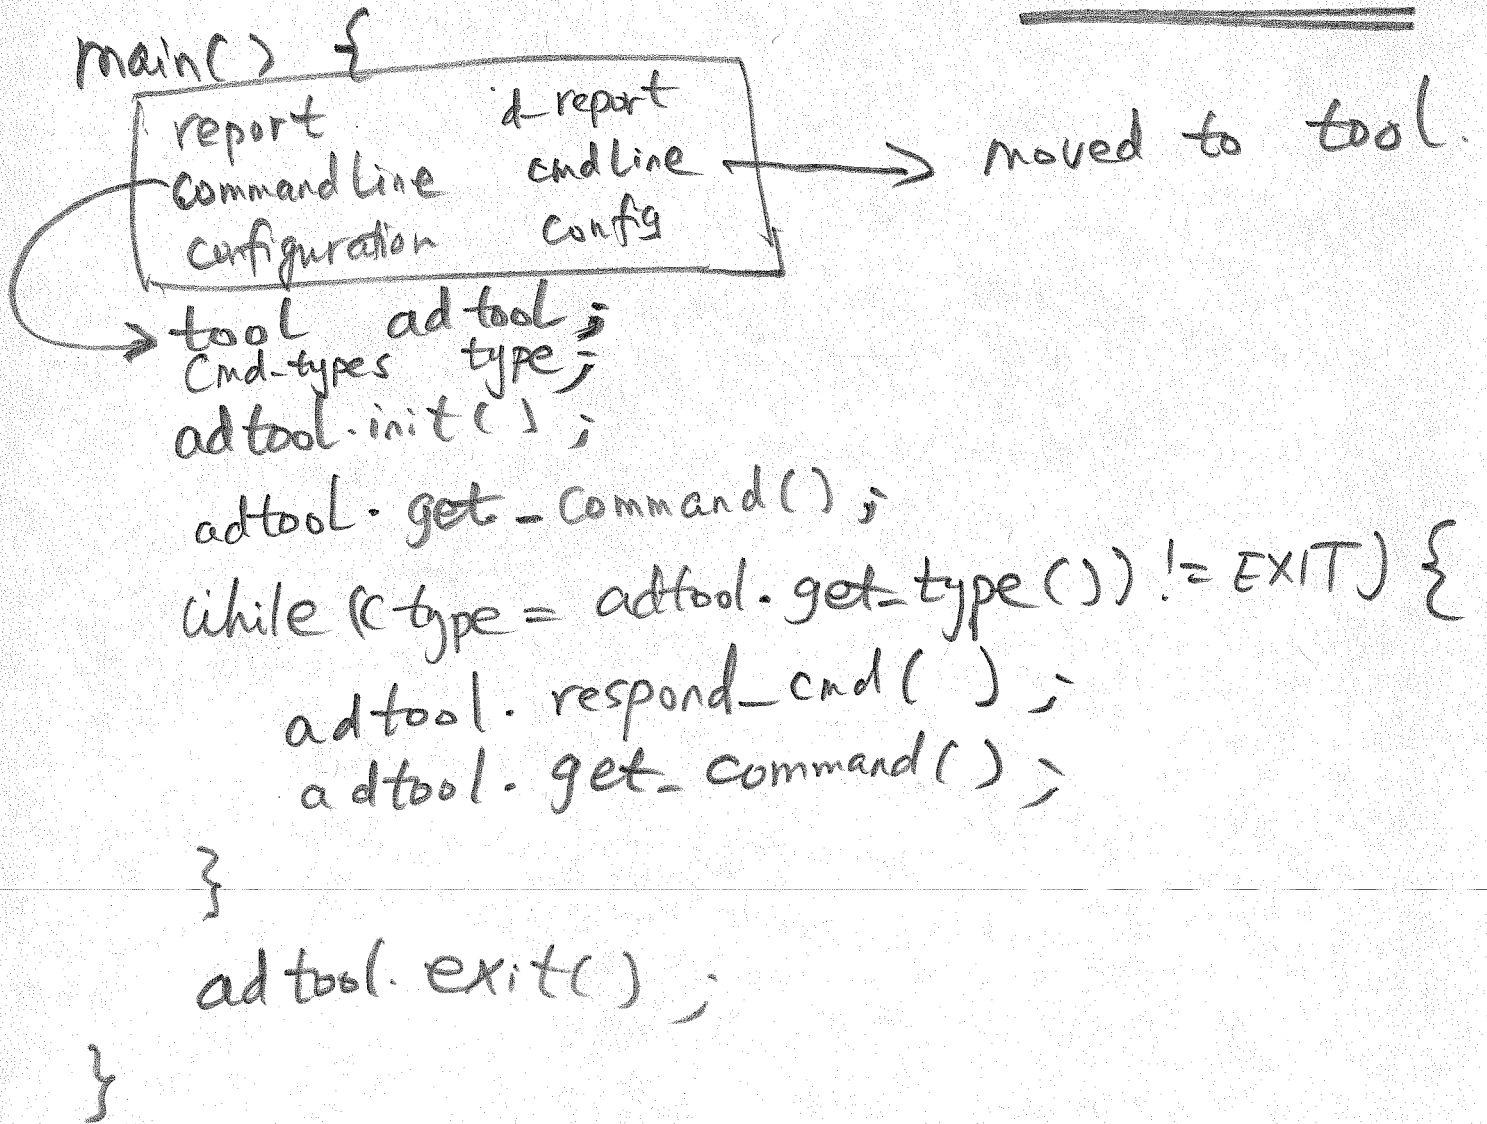 main() {
report d_report
commandLine cmdLine moved to tool.
configuration config
tool adtool;
Cmd-types type;
adtool.init();
adtool.get_command();
while ((type = adtool.get_type()) != EXIT) {
adtool.respond_cmd( );
adtool.get_command();
}
adtool.exit();
}